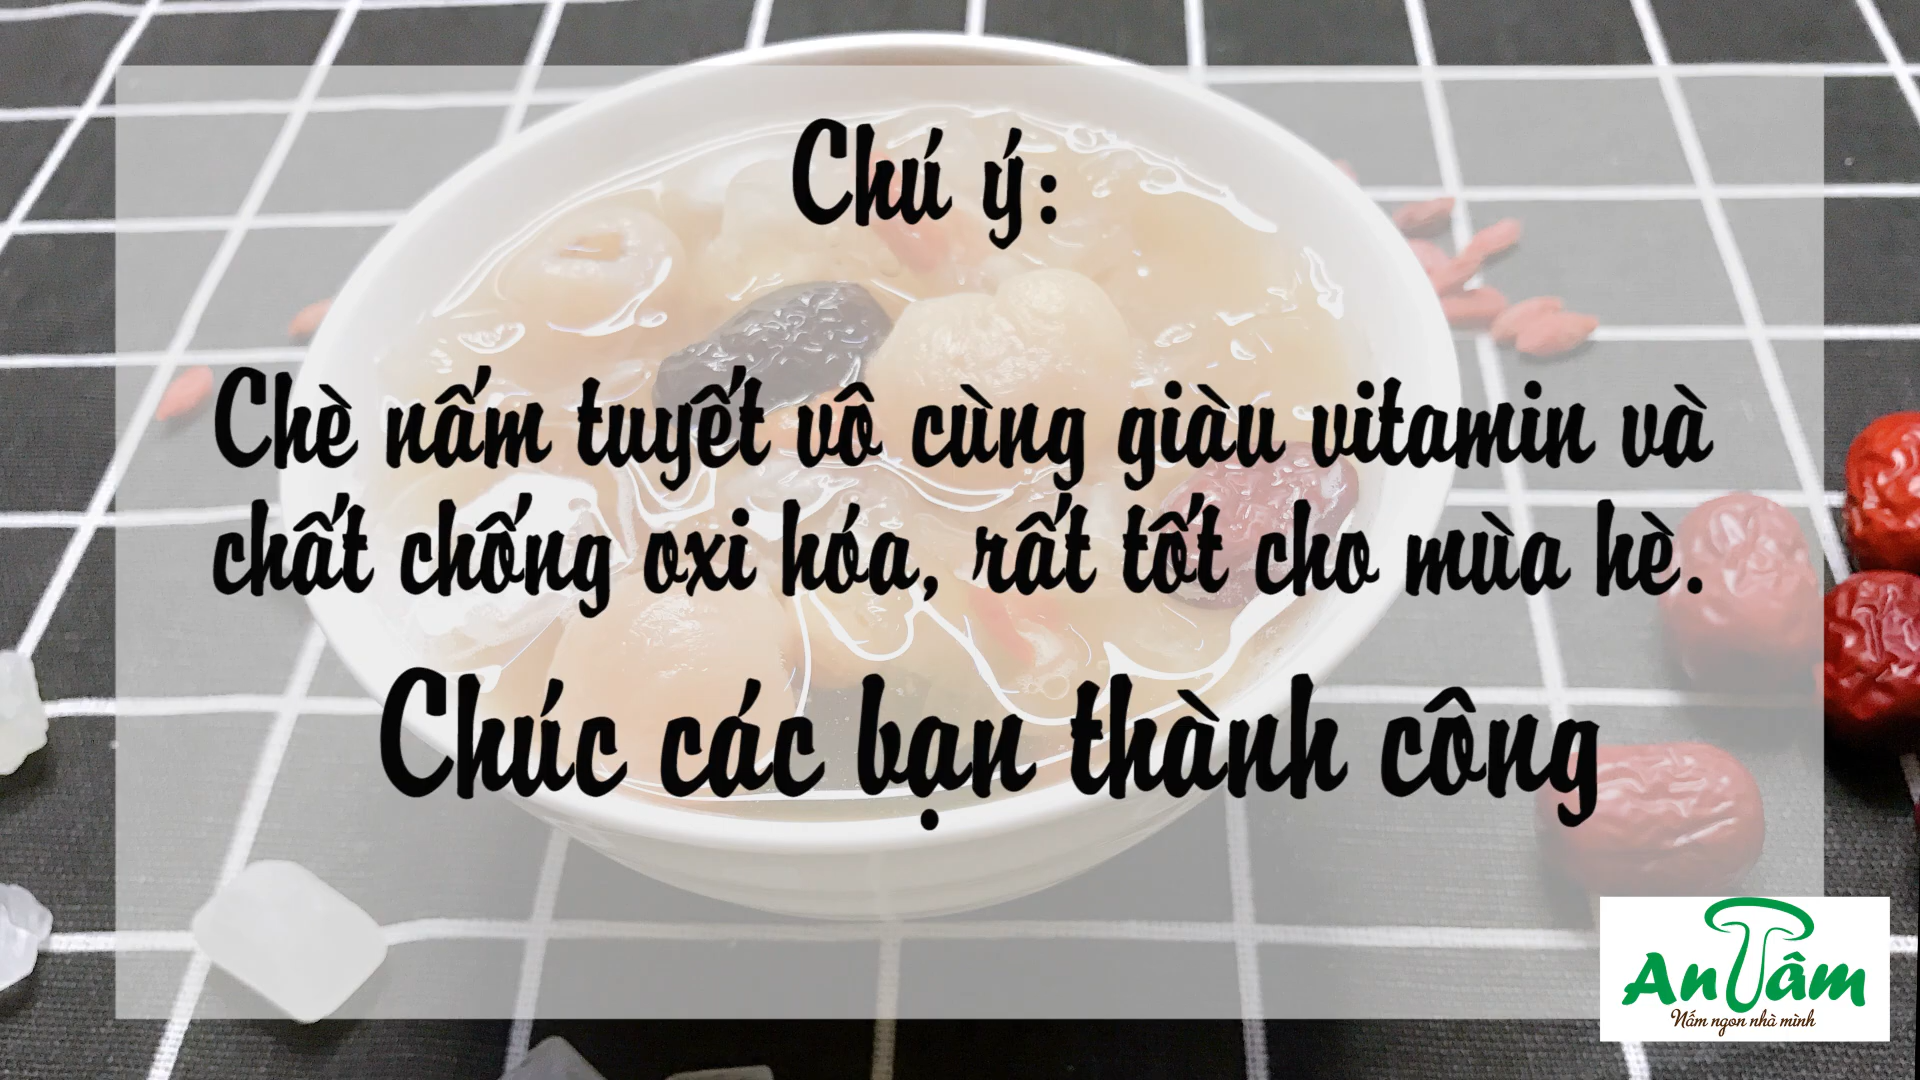 Chú ý:
Chè nấm tuyết vô cùng giàu vitamin và
chất chống oxi hóa, rất tốt cho mùa hè.
Chúc các bạn thành công
An Tâm
Nấm ngon nhà mình